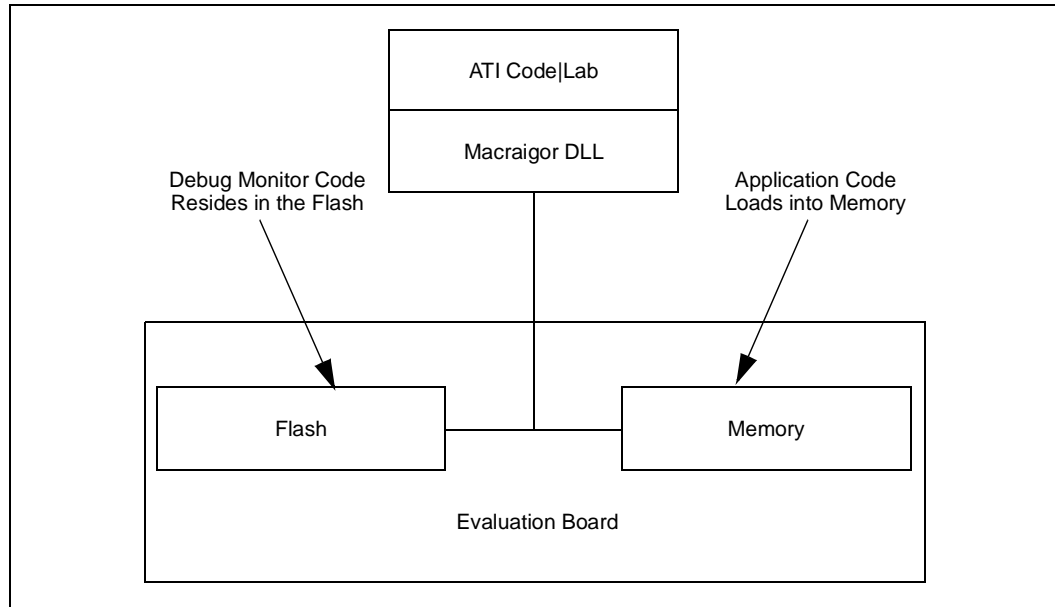 ATI Code|Lab
Macraigor DLL
Debug Monitor Code
Resides in the Flash
Application Code
Loads into Memory
Flash
Memory
Evaluation Board